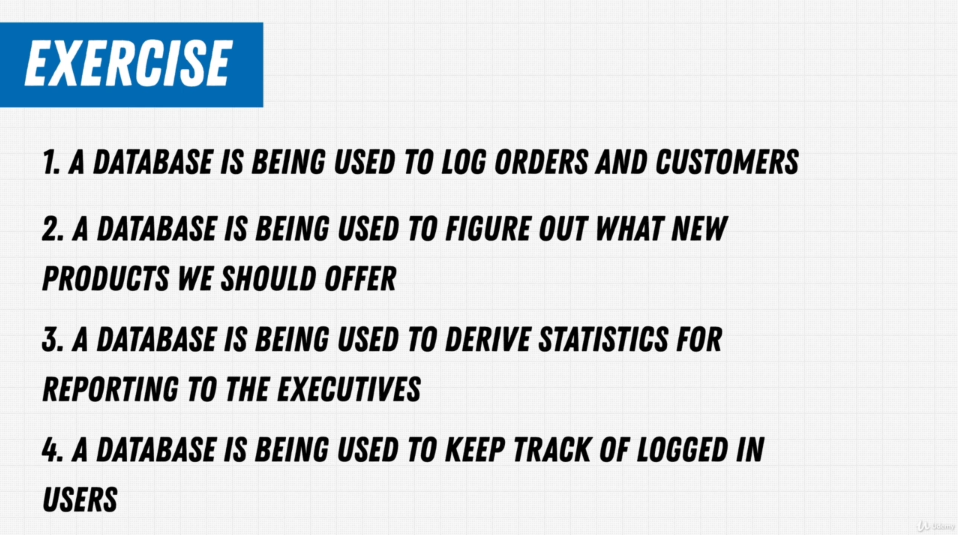 EXERCISE
1. A DATABASE IS BEING USED TO LOG ORDERS AND CUSTOMERS
2. A DATABASE IS BEING USED TO FIGURE OUT WHAT NEW
PRODUCTS WE SHOULD OFFER
3. A DATABASE IS BEING USED TO DERIVE STATISTICS FOR
REPORTING TO THE EXECUTIVES
4. A DATABASE IS BEING USED TO KEEP TRACK OF LOGGED IN
USERS
Udemy